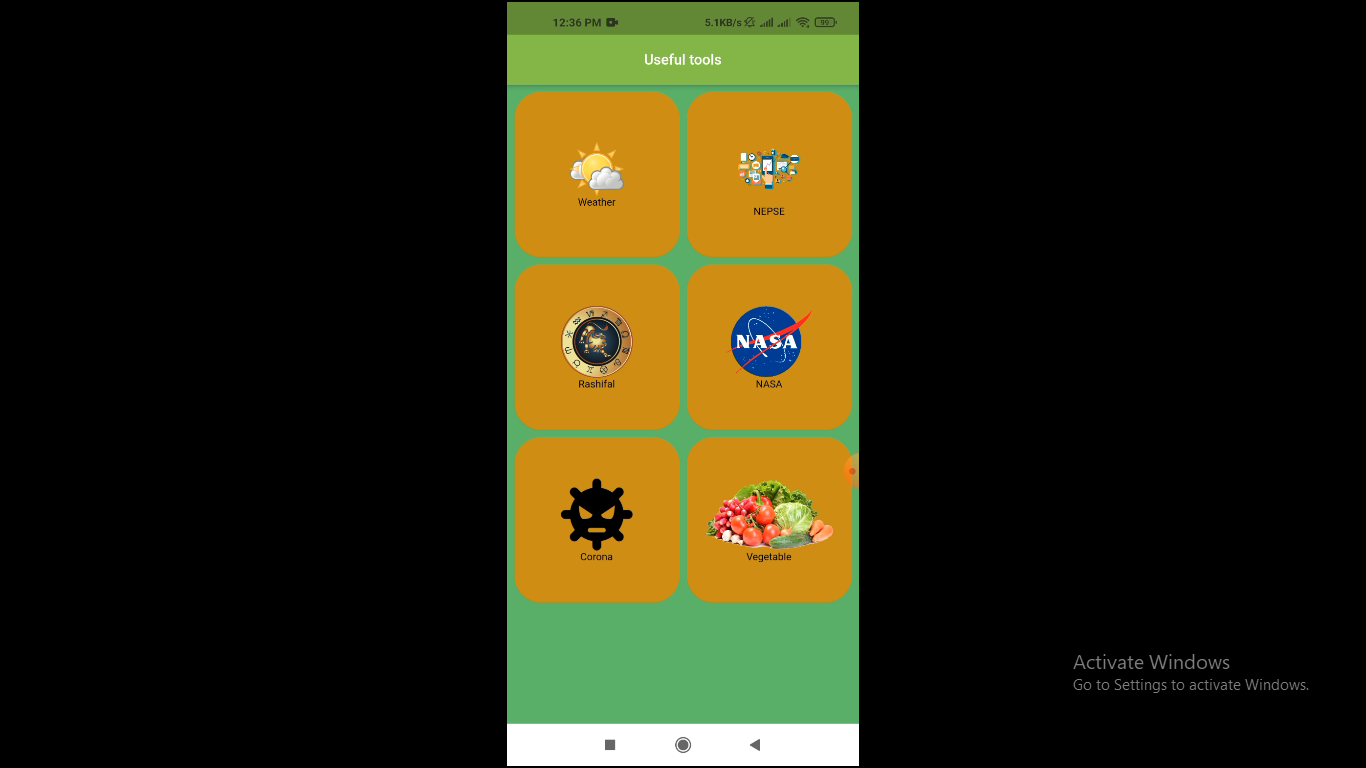 12:36 PM
5.1KB/s
99
Useful tools
Weather
NEPSE
Rashifal
NASA
NASA
Corona
Vegetable
Activate Windows
Go to Settings to activate Windows.